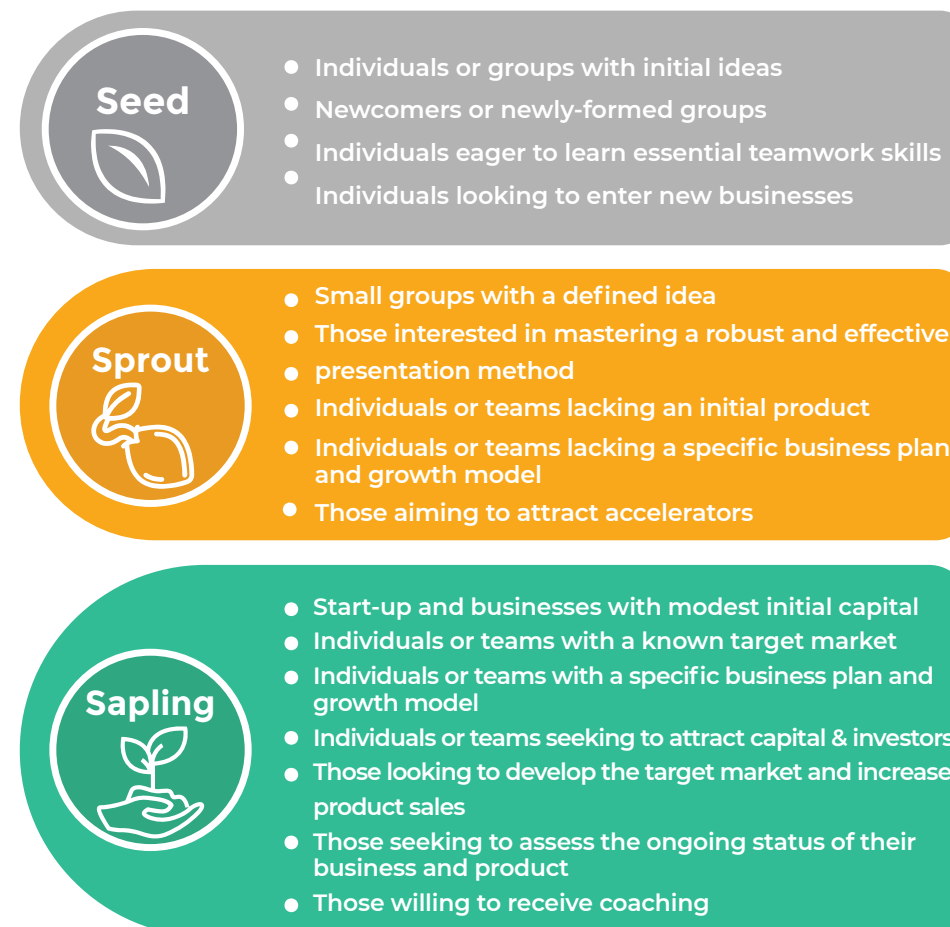 Seed
● Individuals or groups with initial ideas
● Newcomers or newly-formed groups
● Individuals eager to learn essential teamwork skills
● Individuals looking to enter new businesses
Sprout
● Small groups with a defined idea
● Those interested in mastering a robust and effective
● presentation method
● Individuals or teams lacking an initial product
● Individuals or teams lacking a specific business plan
and growth model
● Those aiming to attract accelerators
Sapling
● Start-up and businesses with modest initial capital
● Individuals or teams with a known target market
● Individuals or teams with a specific business plan and
growth model
● Individuals or teams seeking to attract capital & investors
● Those looking to develop the target market and increase
product sales
● Those seeking to assess the ongoing status of their
business and product
● Those willing to receive coaching